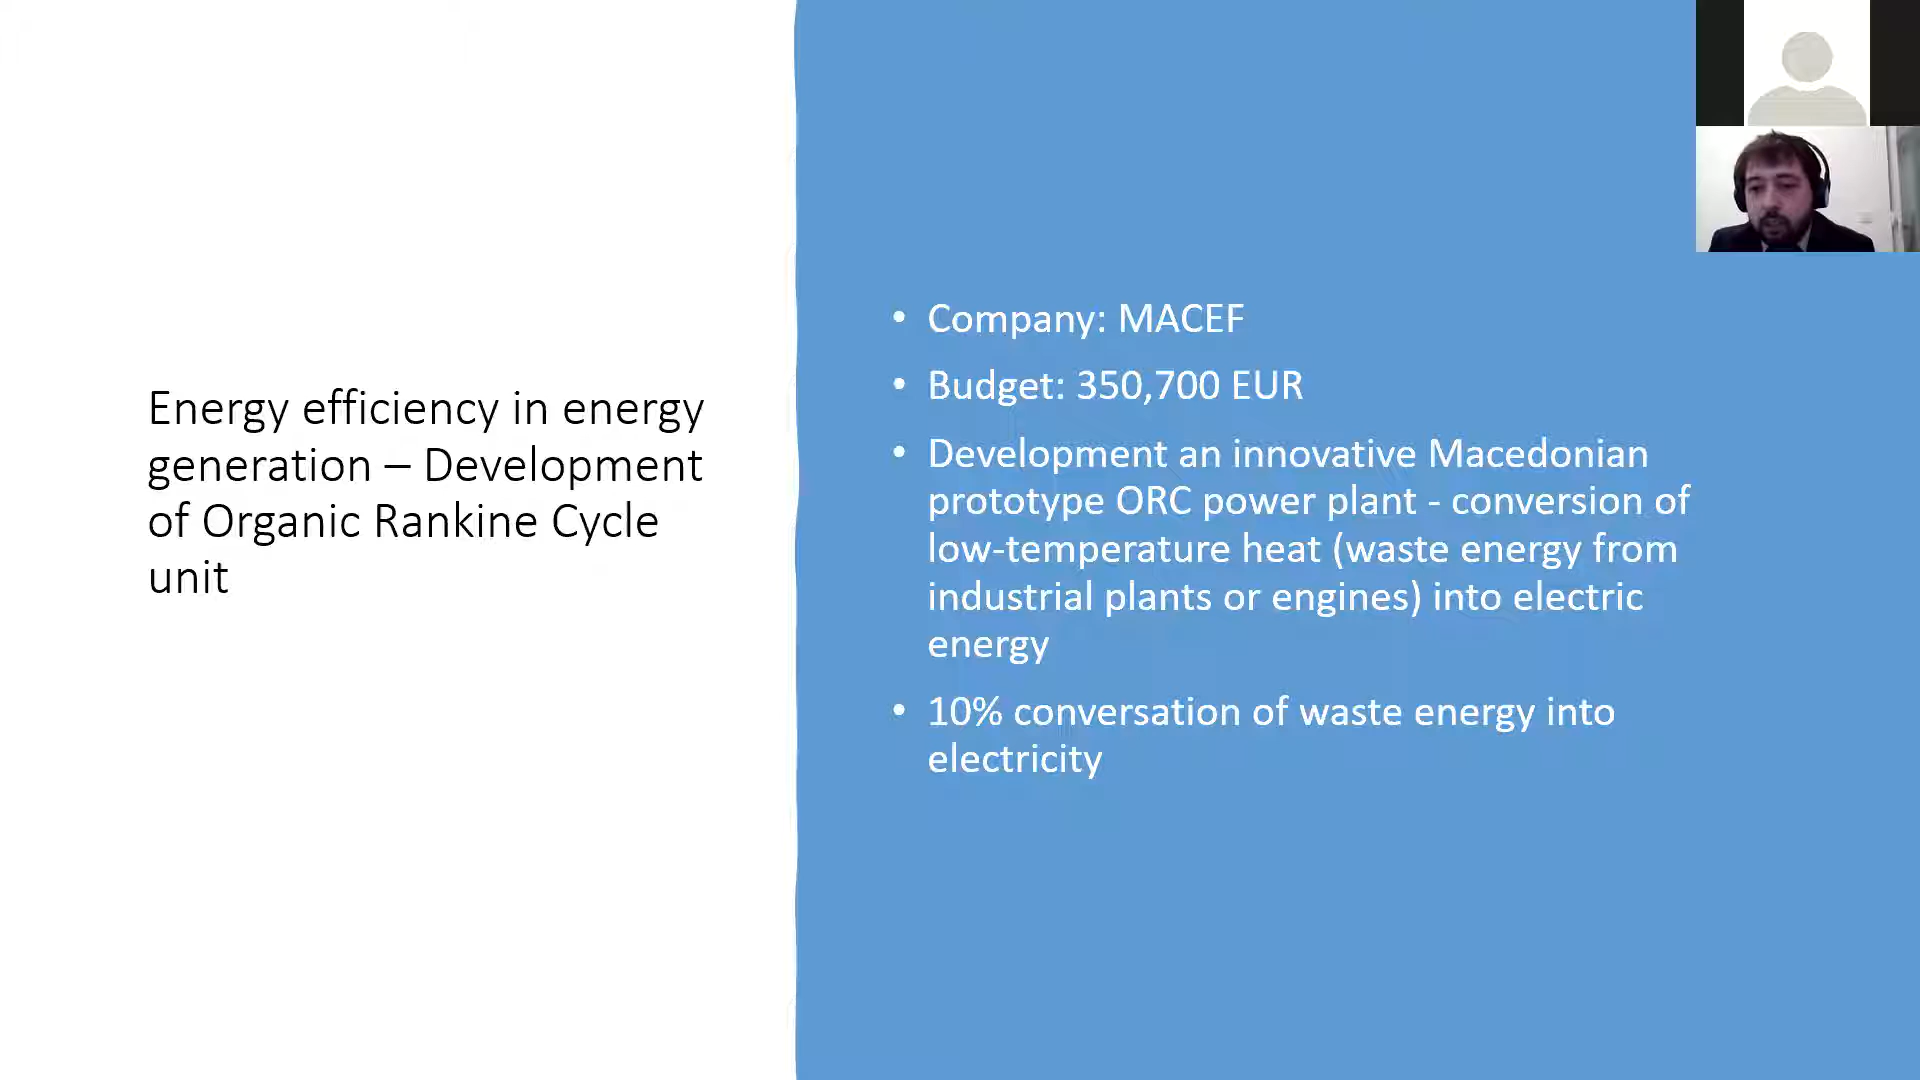 Energy efficiency in energy
generation – Development
of Organic Rankine Cycle
unit
• Company: MACEF
• Budget: 350,700 EUR
• Development an innovative Macedonian
prototype ORC power plant - conversion of
low-temperature heat (waste energy from
industrial plants or engines) into electric
energy
• 10% conversation of waste energy into
electricity